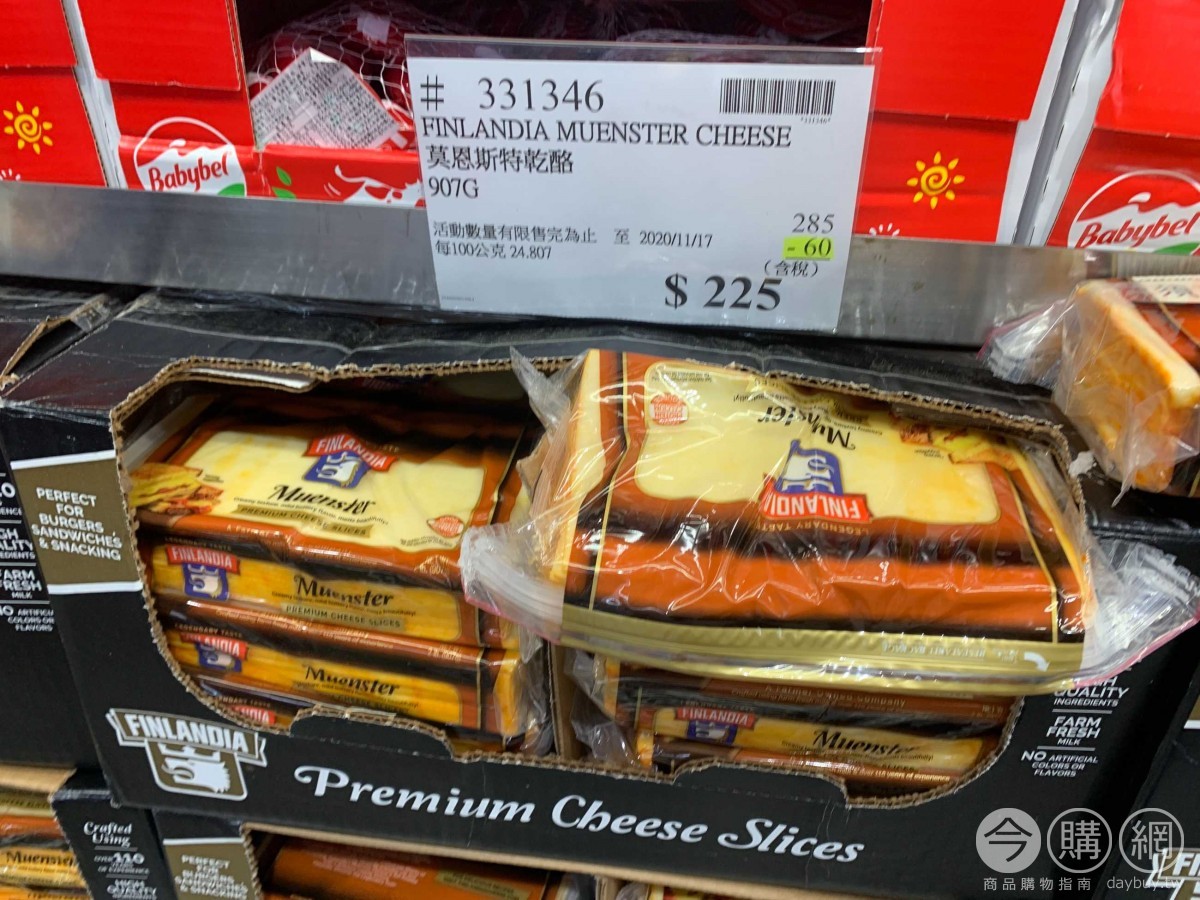 # 331346
FINLANDIA MUENSTER CHEESE
莫恩斯特乾酪
907G
活動數量有限售完為止 至 2020/11/17
每100公克 24.807
285
- 60
(含稅)
$ 225
Babybel
Babybel
PERFECT
FOR
BURGERS
SANDWICHES
& SNACKING
FARM
FRESH
MILK
FINLANDIA
Muenster
PREMIUM CHEESE SLICES
FINLANDIA
Muenster
PREMIUM CHEESE SLICES
FINLANDIA
Muenster
Muenster
FINLANDIA
LEGENDARY TASTE
FINLANDIA
Muenster
FINLANDIA
Premium Cheese Slices
QUALITY
INGREDIENTS
FARM
FRESH
MILK
NO ARTIFICIAL
COLORS OR
FLAVORS
Crafted
Using
HIGH
QUALITY
Muenster
PERFECT
FOR
BURGERS
SANDWICHES
& SNACKING
今購網
商品購物指南 daybuy.tw